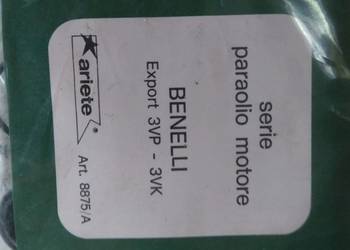 serie
paraolio motore
BENELLI
Export 3VP - 3VK
ariete®
Art. 8875/A